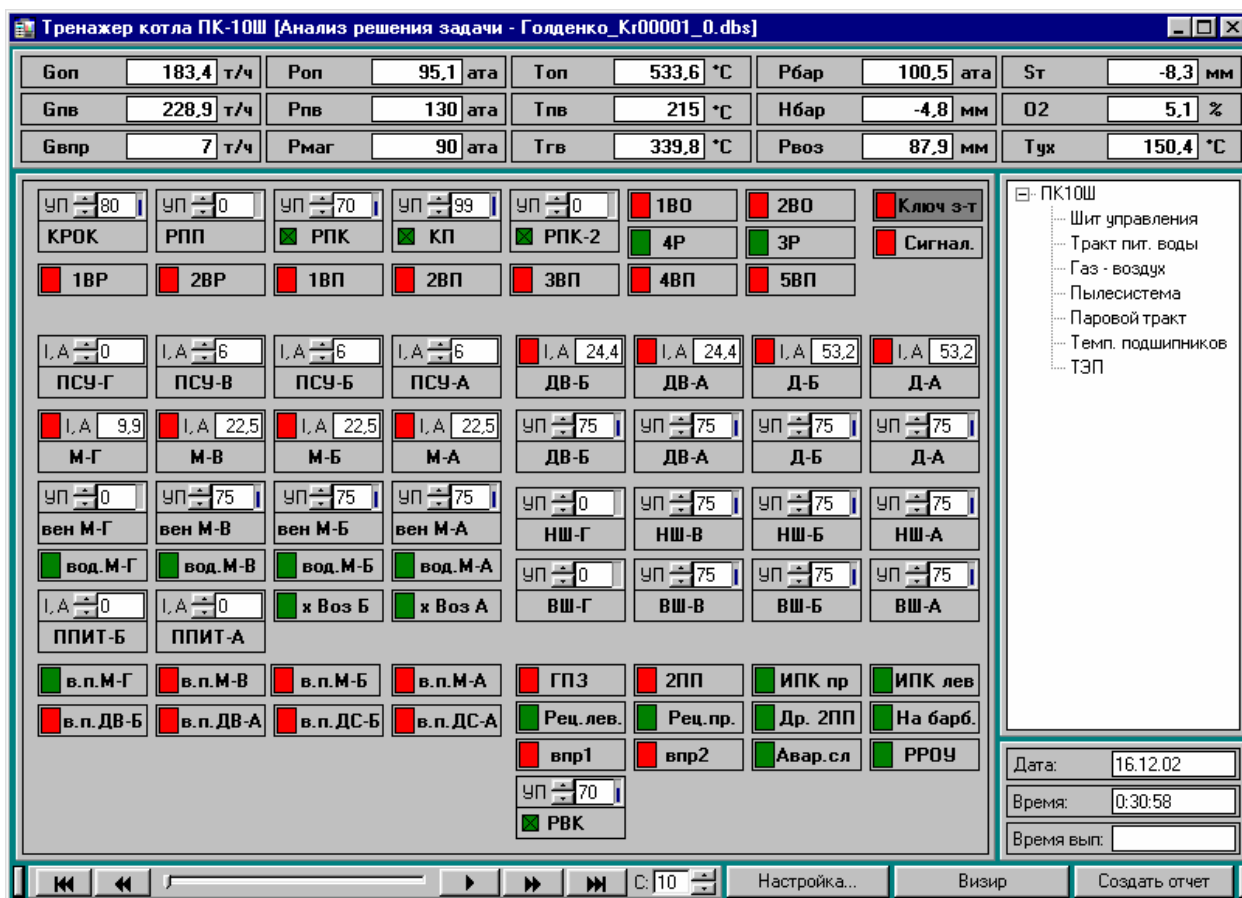 Тренажер котла ПК-10Ш [Анализ решения задачи - Голденко_Kr00001_0.dbs]
Gоп 183,4 т/ч Роп 95,1 ата Топ 533,6 °С Рбар 100,5 ата Sт -8,3 мм
Gпв 228,9 т/ч Рпв 130 ата Тпв 215 °С Нбар -4,8 мм О2 5,1 %
Gвпр 7 т/ч Рмаг 90 ата Тгв 339,8 °С Рвоз 87,9 мм Тух 150,4 °С
УП 80 УП 0 УП 70 УП 99 УП 0 1ВО 2ВО Ключ з-т
КРОК РПП РПК КП РПК-2 4Р 3Р Сигнал.
1ВР 2ВР 1ВП 2ВП 3ВП 4ВП 5ВП
I, А 0 I, А 6 I, А 6 I, А 6 I, А 24,4 I, А 24,4 I, А 53,2 I, А 53,2
ПСУ-Г ПСУ-В ПСУ-Б ПСУ-А ДВ-Б ДВ-А Д-Б Д-А
I, А 9,9 I, А 22,5 I, А 22,5 I, А 22,5 УП 75 УП 75 УП 75 УП 75
М-Г М-В М-Б М-А ДВ-Б ДВ-А Д-Б Д-А
УП 0 УП 75 УП 75 УП 75 УП 0 УП 75 УП 75 УП 75
вен М-Г вен М-В вен М-Б вен М-А НШ-Г НШ-В НШ-Б НШ-А
вод.М-Г вод.М-В вод.М-Б вод.М-А УП 0 УП 75 УП 75 УП 75
I, А 0 I, А 0 х Воз Б х Воз А ВШ-Г ВШ-В ВШ-Б ВШ-А
ППИТ-Б ППИТ-А
в.п.М-Г в.п.М-В в.п.М-Б в.п.М-А ГПЗ 2ПП ИПК пр ИПК лев
в.п.ДВ-Б в.п.ДВ-А в.п.ДС-Б в.п.ДС-А Рец.лев. Рец.пр. Др. 2ПП На барб.
впр1 впр2 Авар.сл РРОУ
УП 70
РВК
ПК10Ш
Шит управления
Тракт пит. воды
Газ - воздух
Пылесистема
Паровой тракт
Темп. подшипников
ТЭП
Дата: 16.12.02
Время: 0:30:58
Время вып:
С: 10 Настройка... Визир Создать отчет